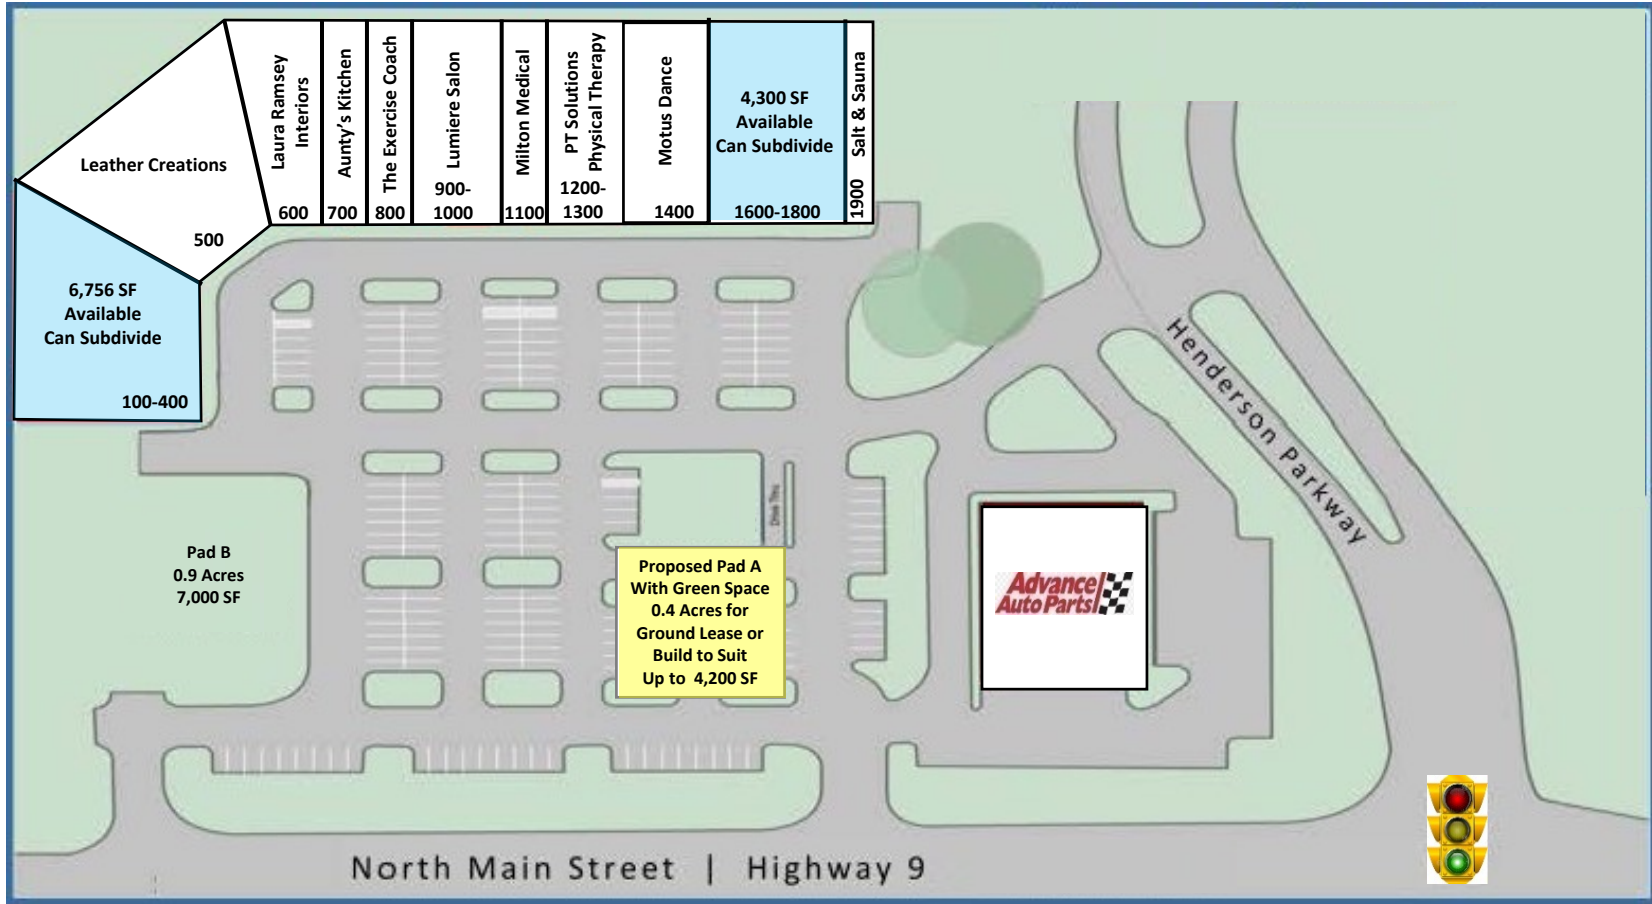 Laura Ramsey
Interiors
600
Aunty's Kitchen
700
The Exercise Coach
800
Lumiere Salon
900-
1000
Milton Medical
1100
PT Solutions
Physical Therapy
1200-
1300
Motus Dance
1400
4,300 SF
Available
Can Subdivide
1600-1800
Salt & Sauna
1900
Leather Creations
500
6,756 SF
Available
Can Subdivide
100-400
Henderson Parkway
Drive Thru
Pad B
0.9 Acres
7,000 SF
Proposed Pad A
With Green Space
0.4 Acres for
Ground Lease or
Build to Suit
Up to 4,200 SF
Advance
Auto Parts
North Main Street | Highway 9